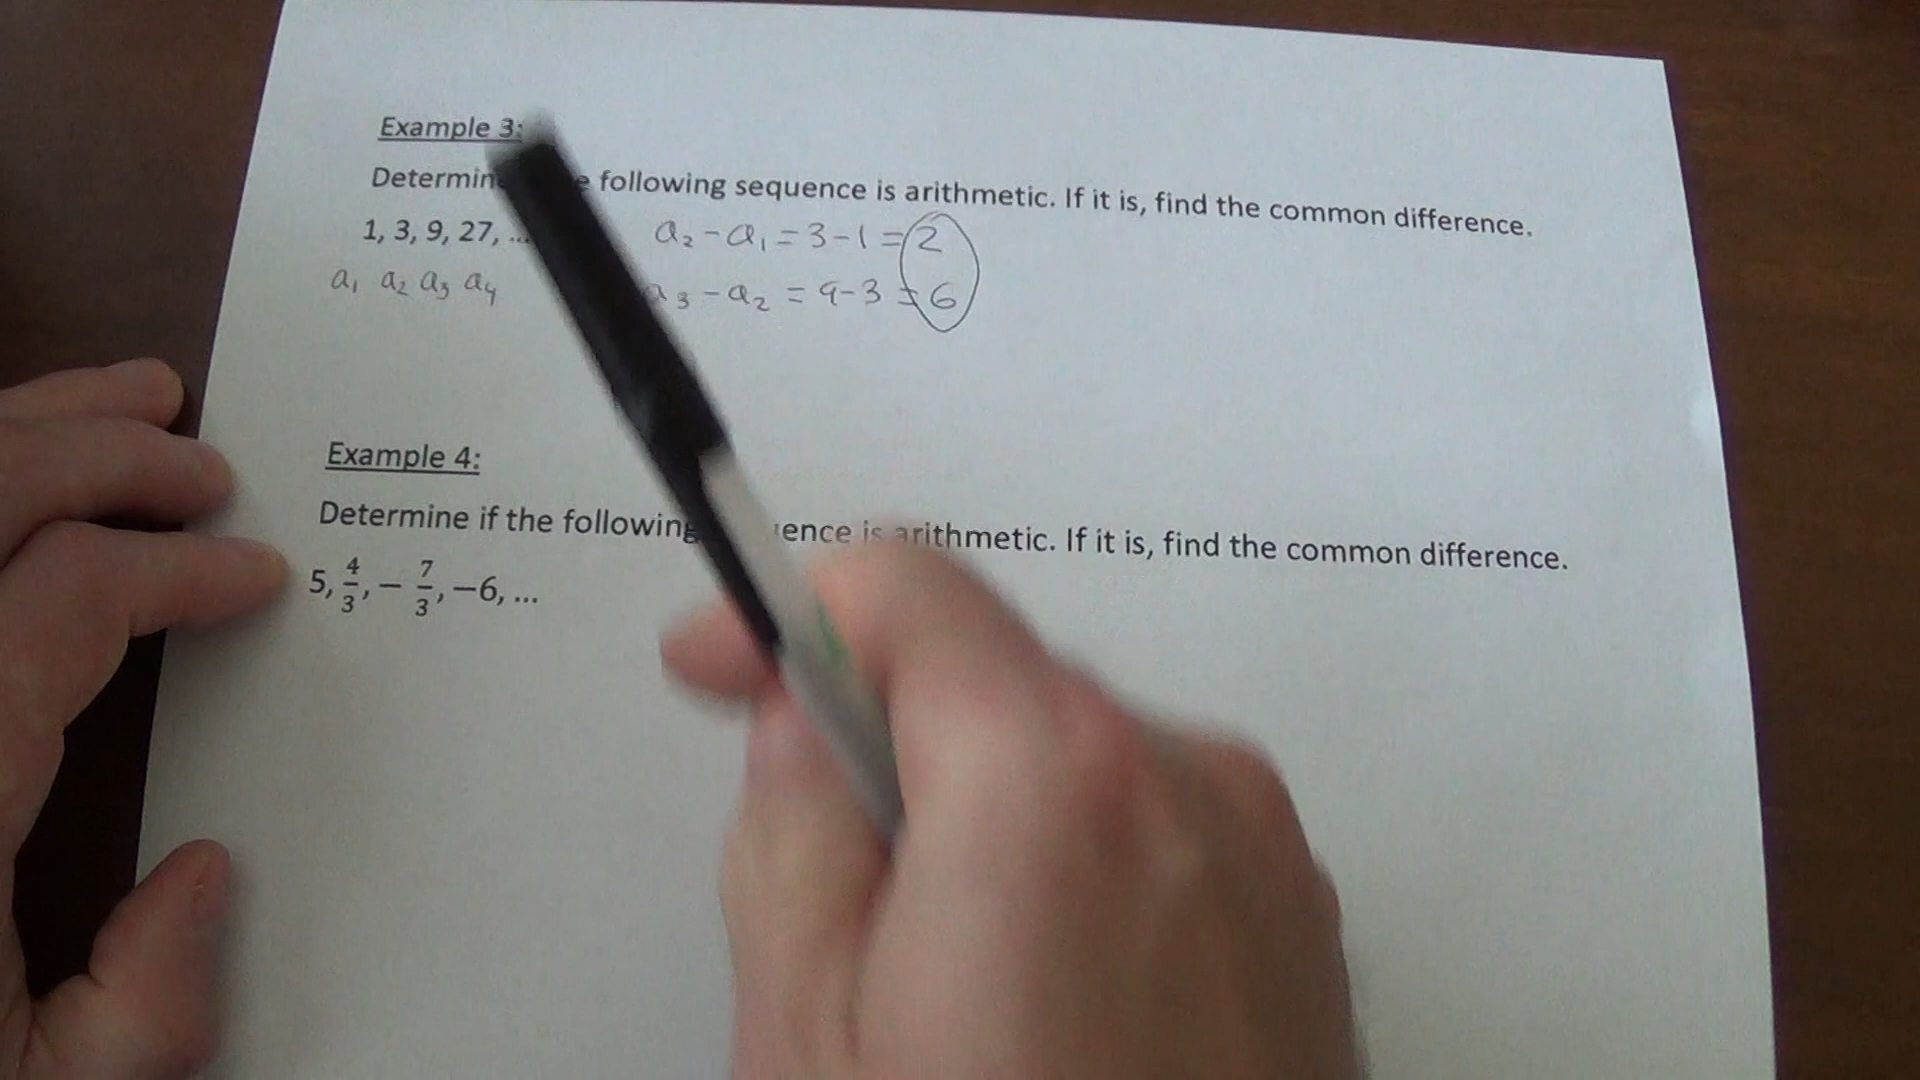 Example 3:
Determin following sequence is arithmetic. If it is, find the common difference.
1, 3, 9, 27, ... a₂ - a₁ = 3 - 1 = 2
a₁ a₂ a₃ a₄ a₃ - a₂ = 9 - 3 = 6
Example 4:
Determine if the following is arithmetic. If it is, find the common difference.
5, 4/3, − 7/3, −6, ...